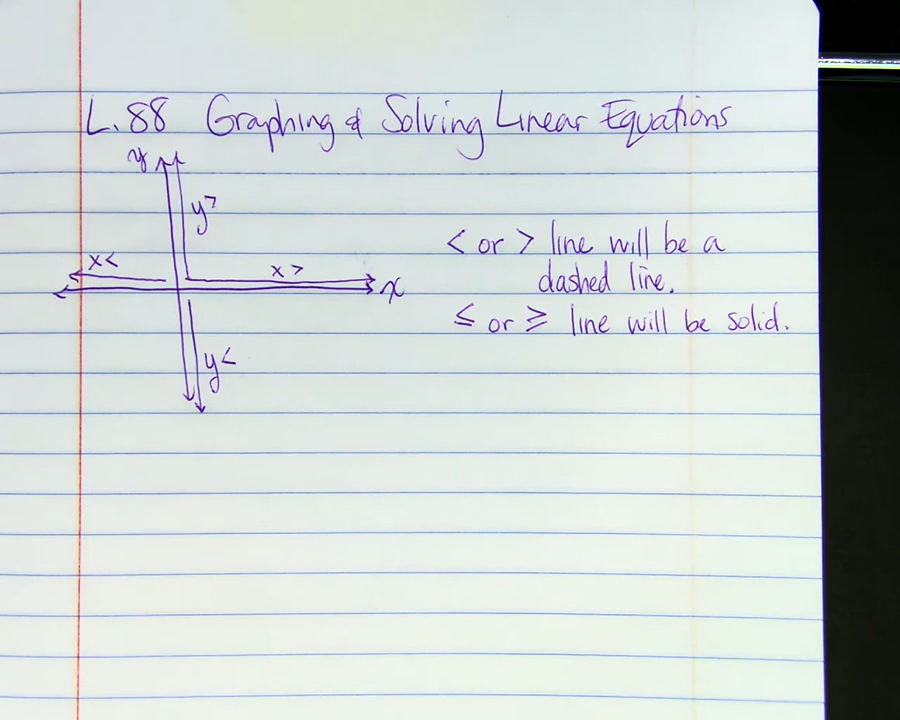 L.88 Graphing & Solving Linear Equations
y
y>
x<
x >
x
y<
< or > line will be a
dashed line.
≤ or ≥ line will be solid.